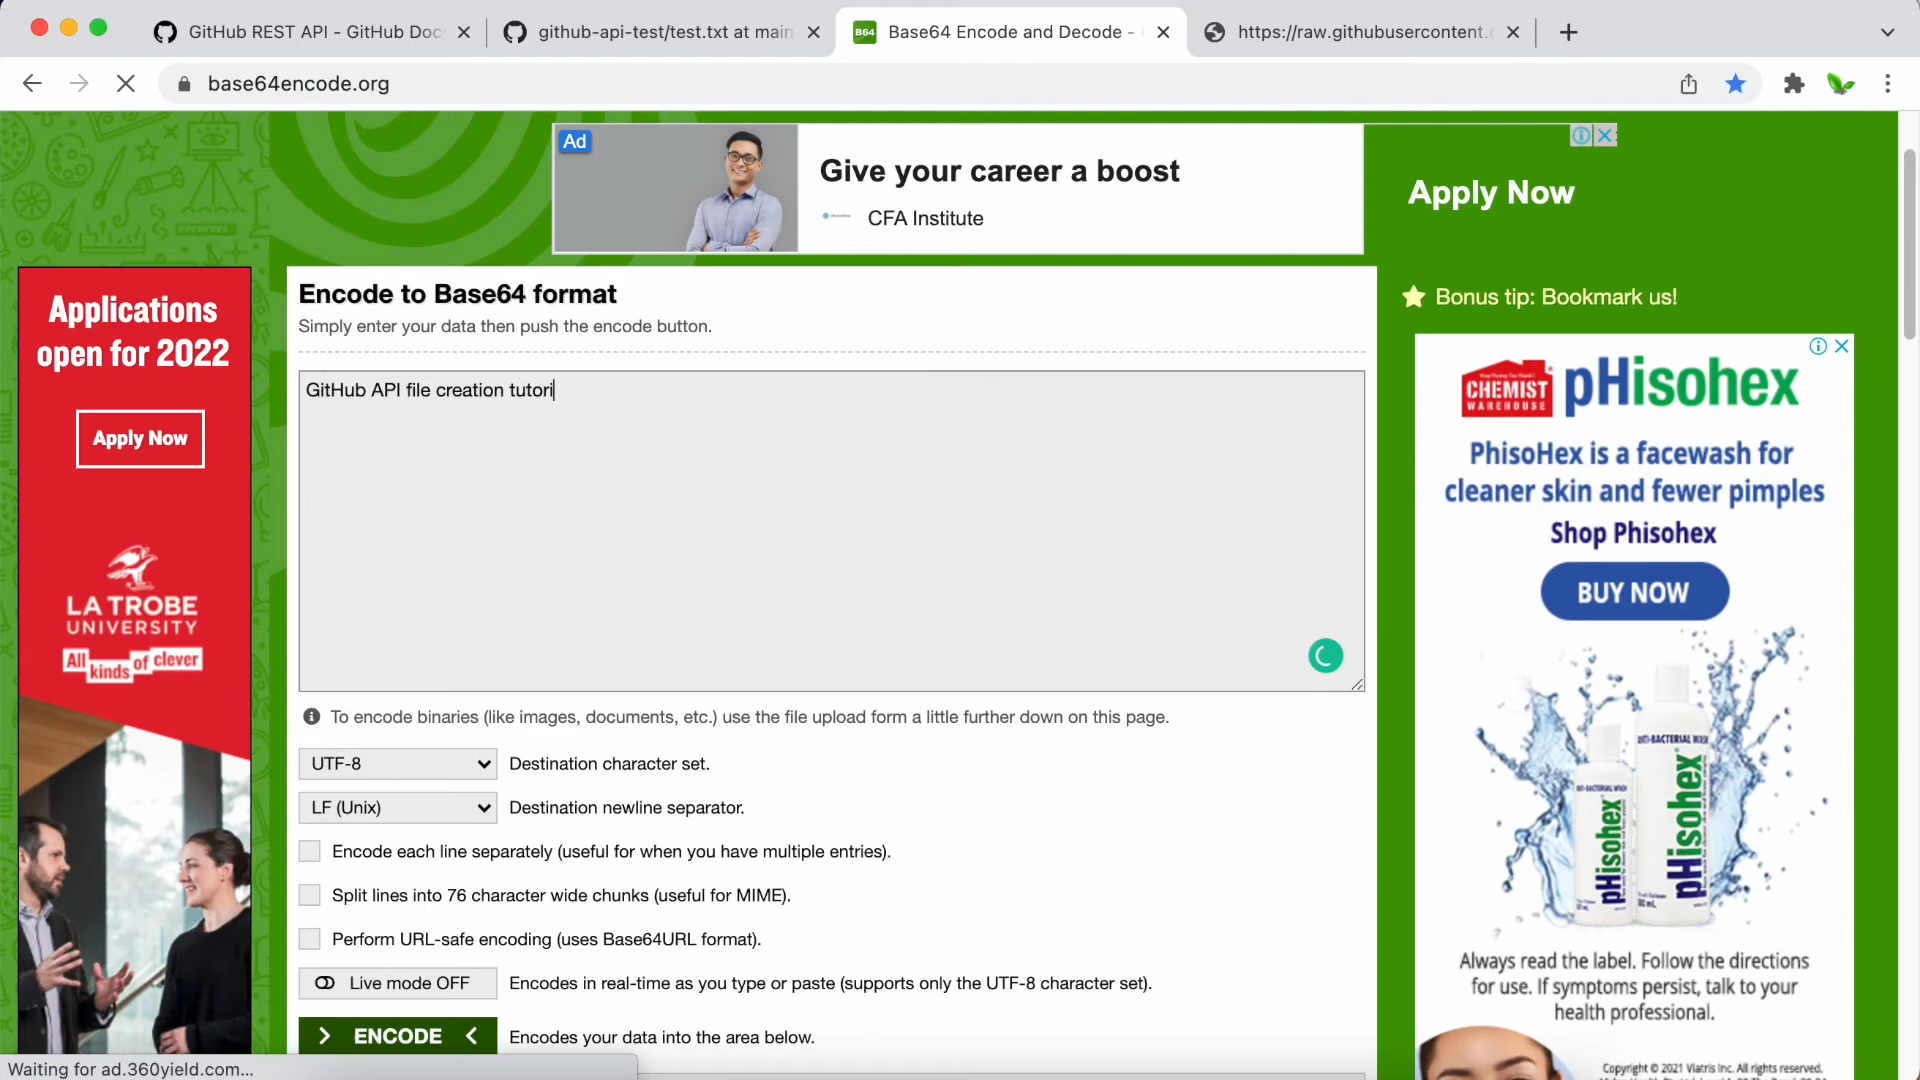 GitHub REST API - GitHub Doc
github-api-test/test.txt at main
B64
Base64 Encode and Decode -
https://raw.githubusercontent.
base64encode.org
Ad
Give your career a boost
CFA Institute
Apply Now
Applications
open for 2022
Apply Now
LA TROBE
UNIVERSITY
All kinds of clever
Encode to Base64 format
Simply enter your data then push the encode button.
GitHub API file creation tutori
To encode binaries (like images, documents, etc.) use the file upload form a little further down on this page.
UTF-8 Destination character set.
LF (Unix) Destination newline separator.
Encode each line separately (useful for when you have multiple entries).
Split lines into 76 character wide chunks (useful for MIME).
Perform URL-safe encoding (uses Base64URL format).
Live mode OFF Encodes in real-time as you type or paste (supports only the UTF-8 character set).
> ENCODE < Encodes your data into the area below.
Bonus tip: Bookmark us!
CHEMIST
WAREHOUSE
pHisohex
PhisoHex is a facewash for
cleaner skin and fewer pimples
Shop Phisohex
BUY NOW
ANTI-BACTERIAL WASH
pHisohex
pHisohex
Always read the label. Follow the directions
for use. If symptoms persist, talk to your
health professional.
Copyright © 2021 Viatris Inc. All rights reserved.
Waiting for ad.360yield.com...